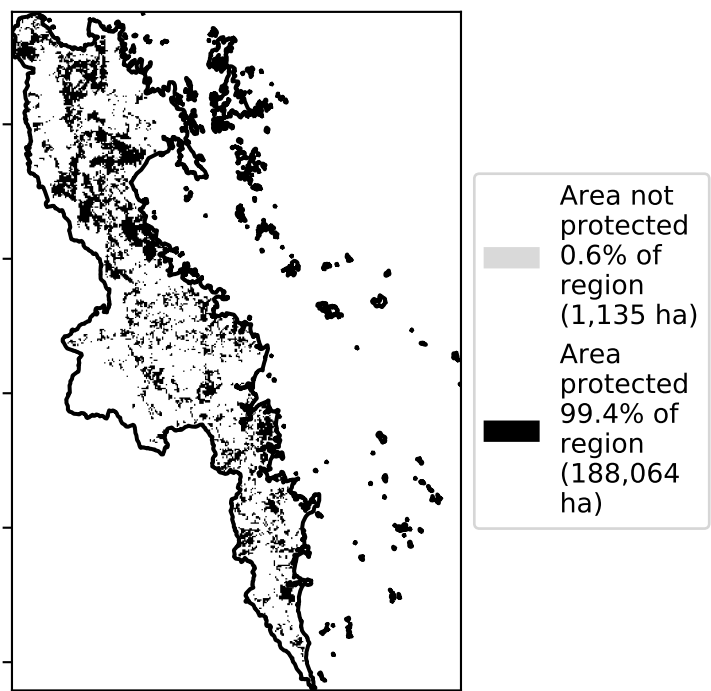 Area not
protected
0.6% of
region
(1,135 ha)
Area
protected
99.4% of
region
(188,064
ha)